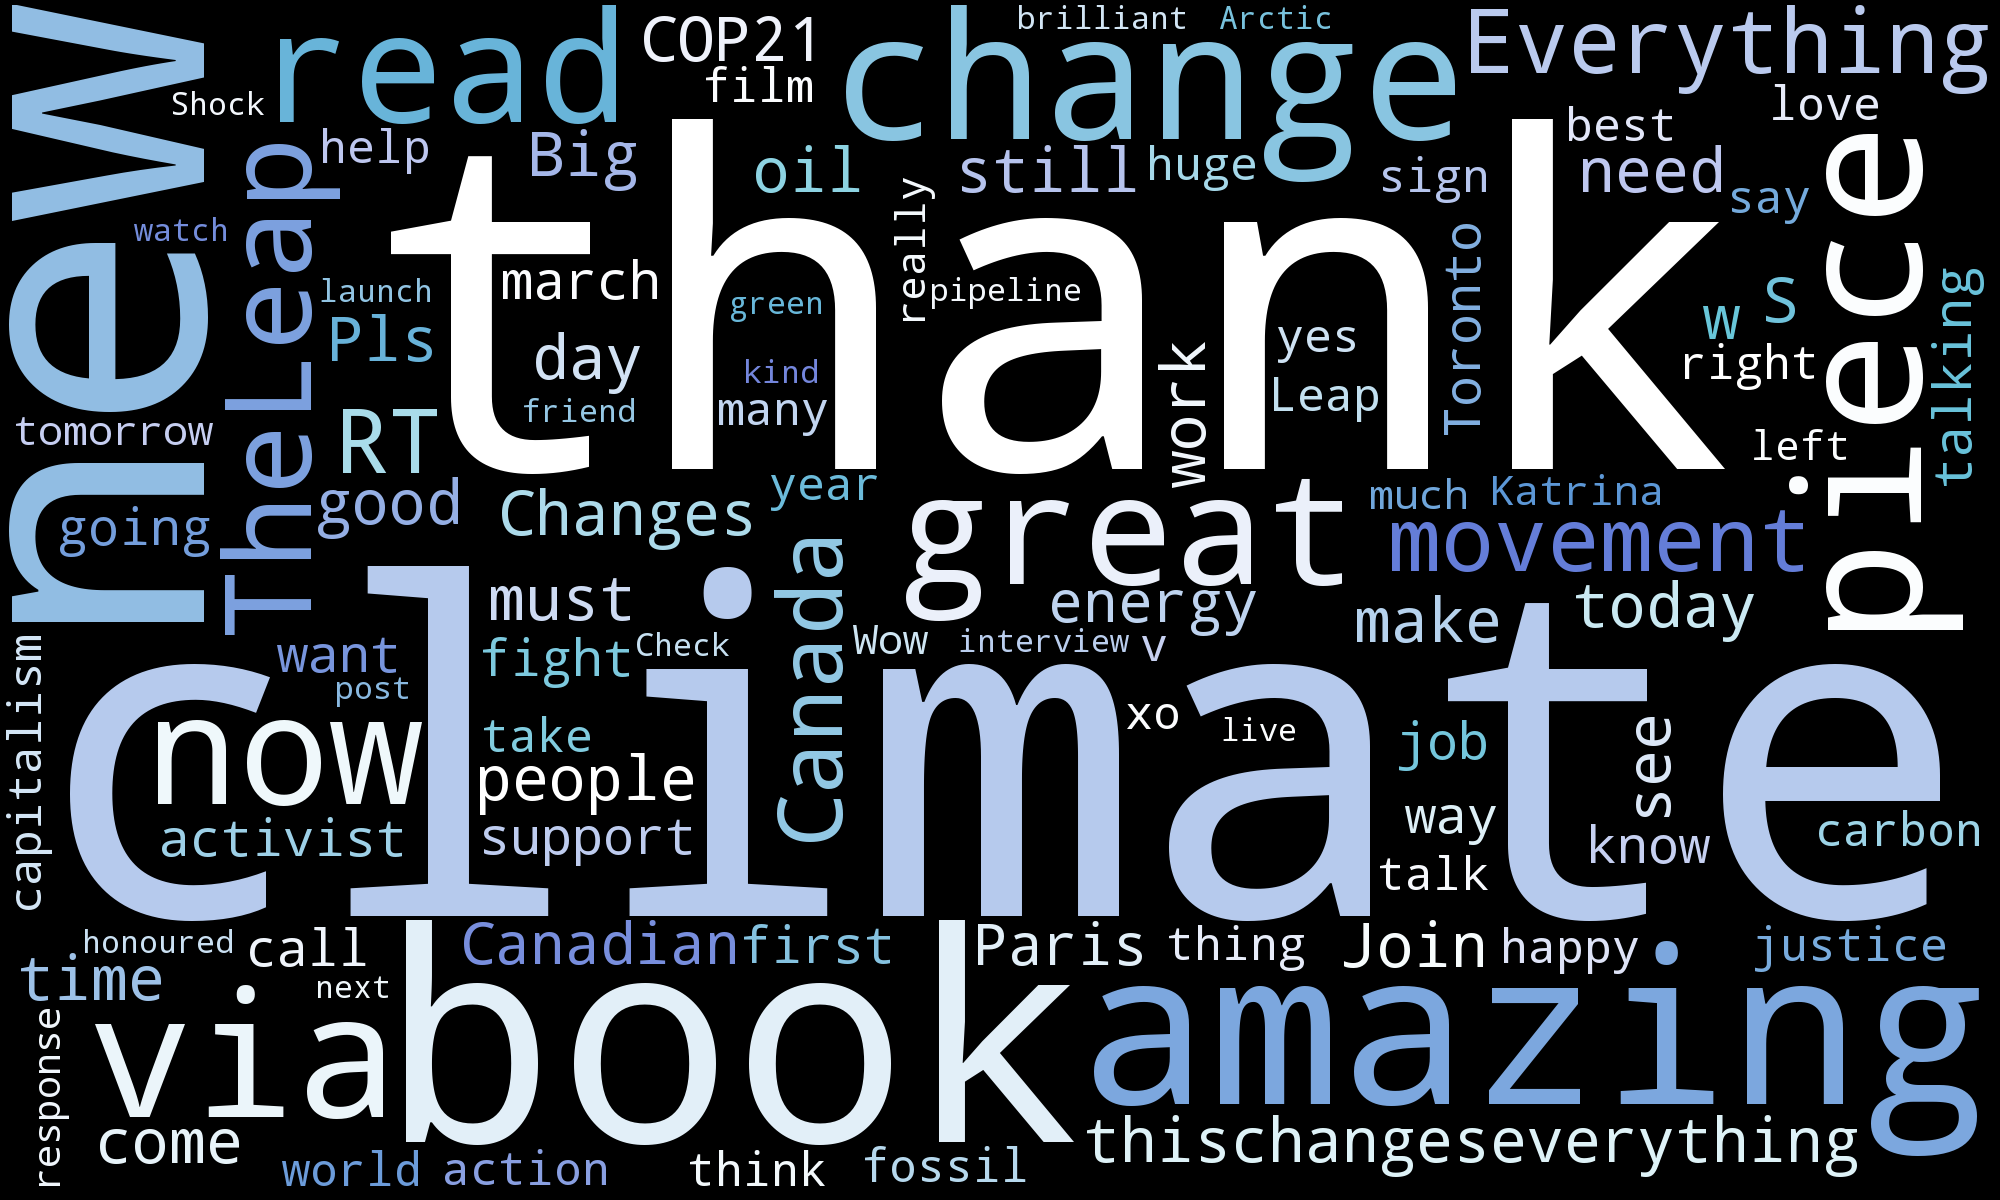 new
read
COP21
film
change
brilliant
Arctic
Everything
Shock
help
Big
oil
still
huge
sign
best
love
need
say
thank
watch
TheLeap
launch
march
really
pipeline
green
Toronto
w
S
piece
talking
Pls
day
kind
many
friend
work
yes
Leap
right
left
tomorrow
RT
good
Changes
year
great
much
Katrina
movement
going
must
Canada
energy
make
today
capitalism
want
post
fight
Check
Wow
interview
v
climate
now
take
people
xo
live
job
see
activist
support
way
know
carbon
talk
honoured
call
Canadian
first
Paris
thing
Join
happy
justice
time
next
via
book
amazing
response
come
thischangeseverything
world
action
think
fossil